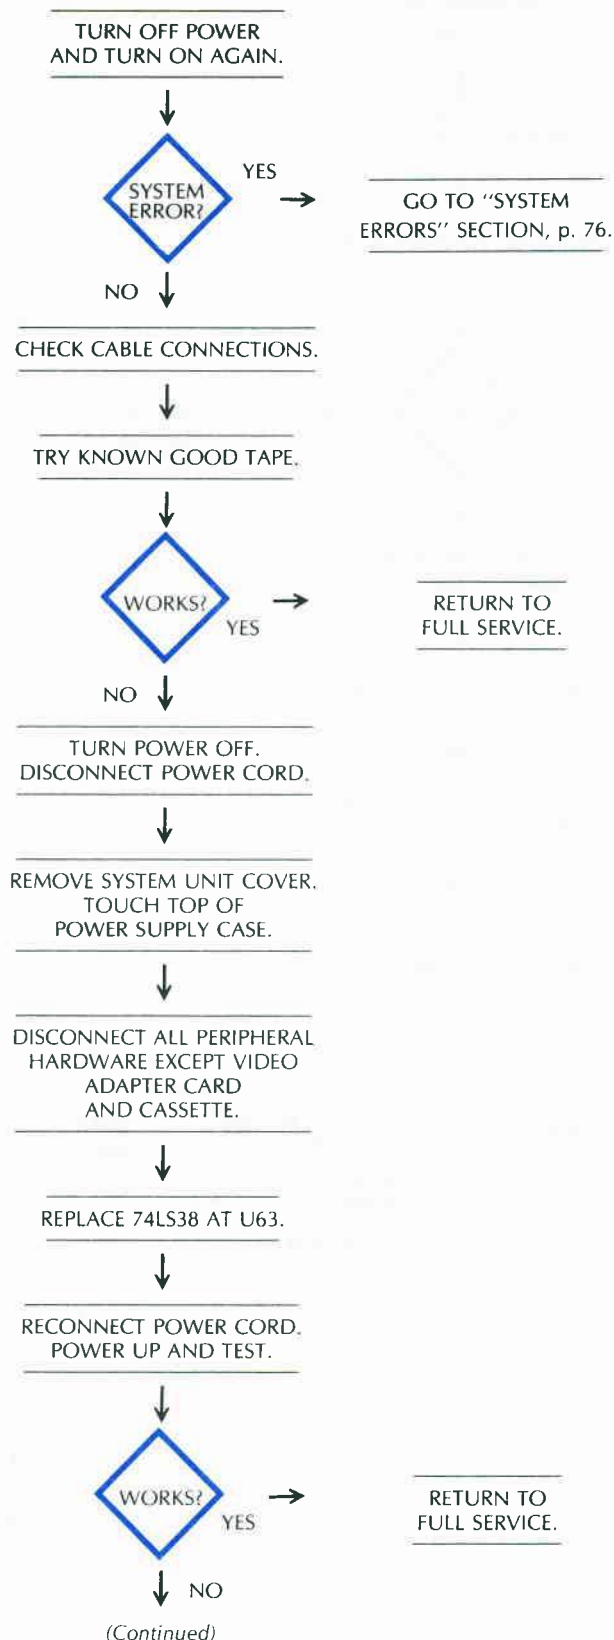 TURN OFF POWER
AND TURN ON AGAIN.
SYSTEM
ERROR?
YES
GO TO "SYSTEM
ERRORS" SECTION, p. 76.
NO
CHECK CABLE CONNECTIONS.
TRY KNOWN GOOD TAPE.
WORKS?
YES
RETURN TO
FULL SERVICE.
NO
TURN POWER OFF.
DISCONNECT POWER CORD.
REMOVE SYSTEM UNIT COVER.
TOUCH TOP OF
POWER SUPPLY CASE.
DISCONNECT ALL PERIPHERAL
HARDWARE EXCEPT VIDEO
ADAPTER CARD
AND CASSETTE.
REPLACE 74LS38 AT U63.
RECONNECT POWER CORD.
POWER UP AND TEST.
WORKS?
YES
RETURN TO
FULL SERVICE.
NO
(Continued)